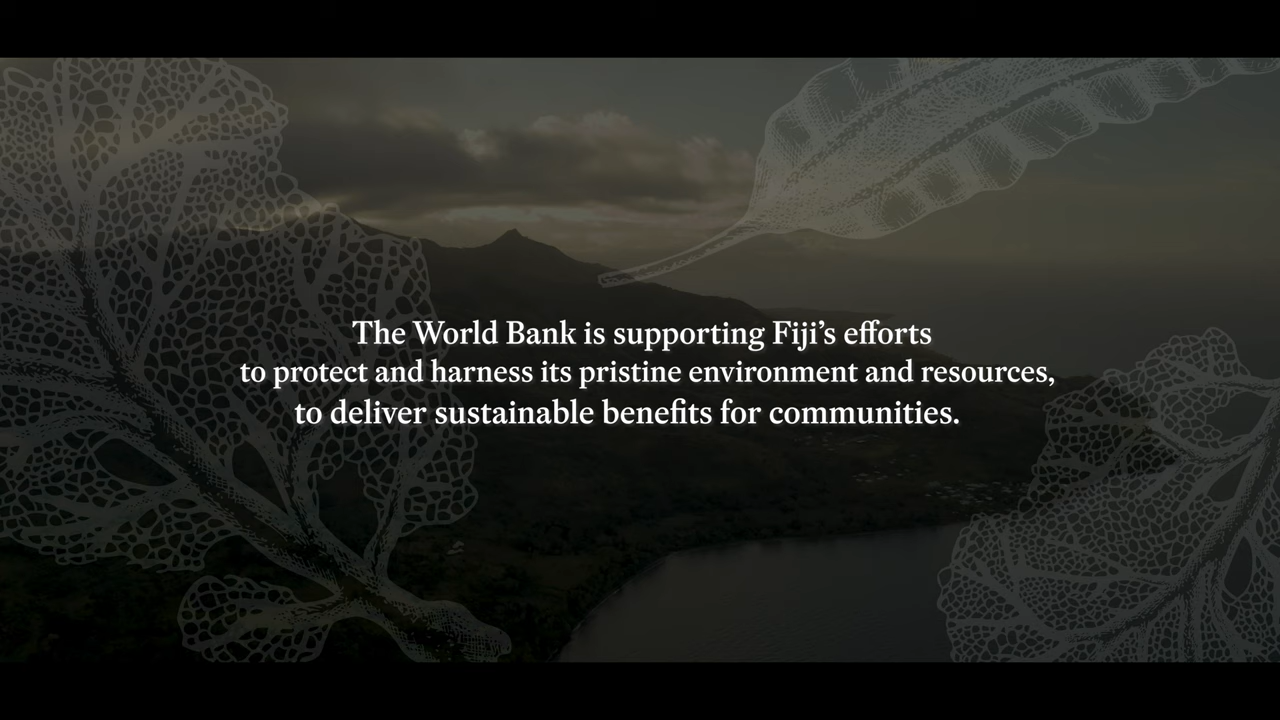 The World Bank is supporting Fiji’s efforts
to protect and harness its pristine environment and resources,
to deliver sustainable benefits for communities.